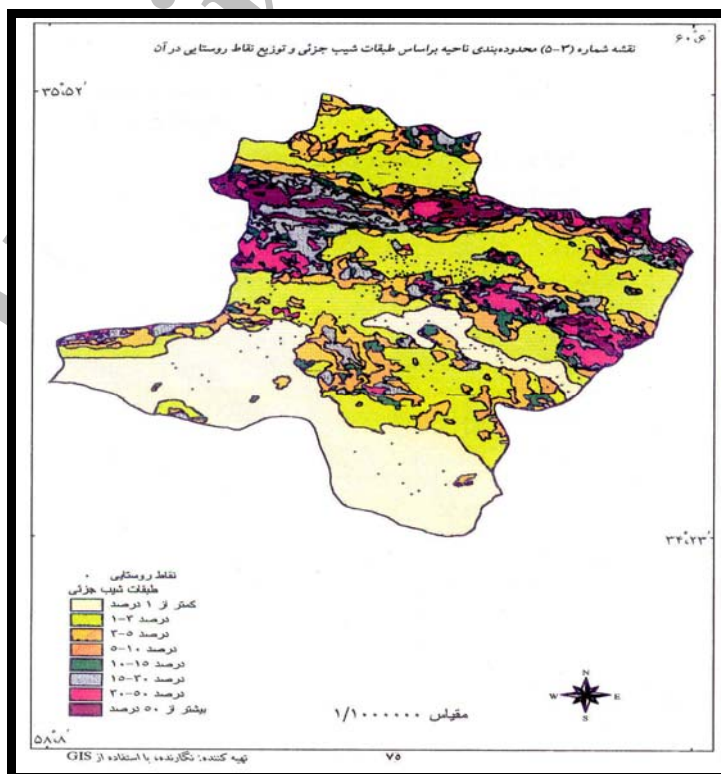 نقشه شماره (۳-۵) محدوده‌بندی ناحیه براساس طبقات شیب جزئی و توزیع نقاط روستایی در آن
۶۰ْ۶َ
۳۵ْ۵۲َ
۳۴ْ۲۳َ
نقاط روستایی
طبقات شیب جزئی
کمتر از ۱ درصد
۱-۳ درصد
۳-۵ درصد
۵-۱۰ درصد
۱۰-۱۵ درصد
۱۵-۳۰ درصد
۳۰-۵۰ درصد
بیشتر از ۵۰ درصد
مقیاس ۱/۱۰۰۰۰۰۰
N
W E
S
۵۸ْ۸َ
تهیه کننده: نگارنده، با استفاده از GIS
۷۵